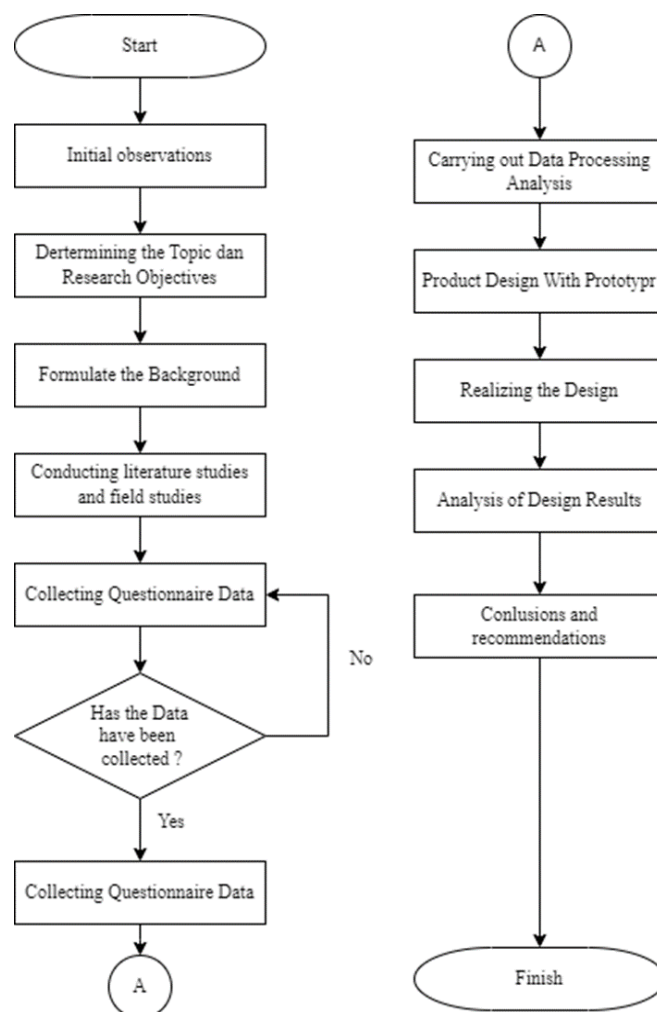 Start
Initial observations
Dertermining the Topic dan
Research Objectives
Formulate the Background
Conducting literature studies
and field studies
Collecting Questionnaire Data
No
Has the Data
have been
collected ?
Yes
Collecting Questionnaire Data
A
A
Carrying out Data Processing
Analysis
Product Design With Prototypr
Realizing the Design
Analysis of Design Results
Conlusions and
recommendations
Finish